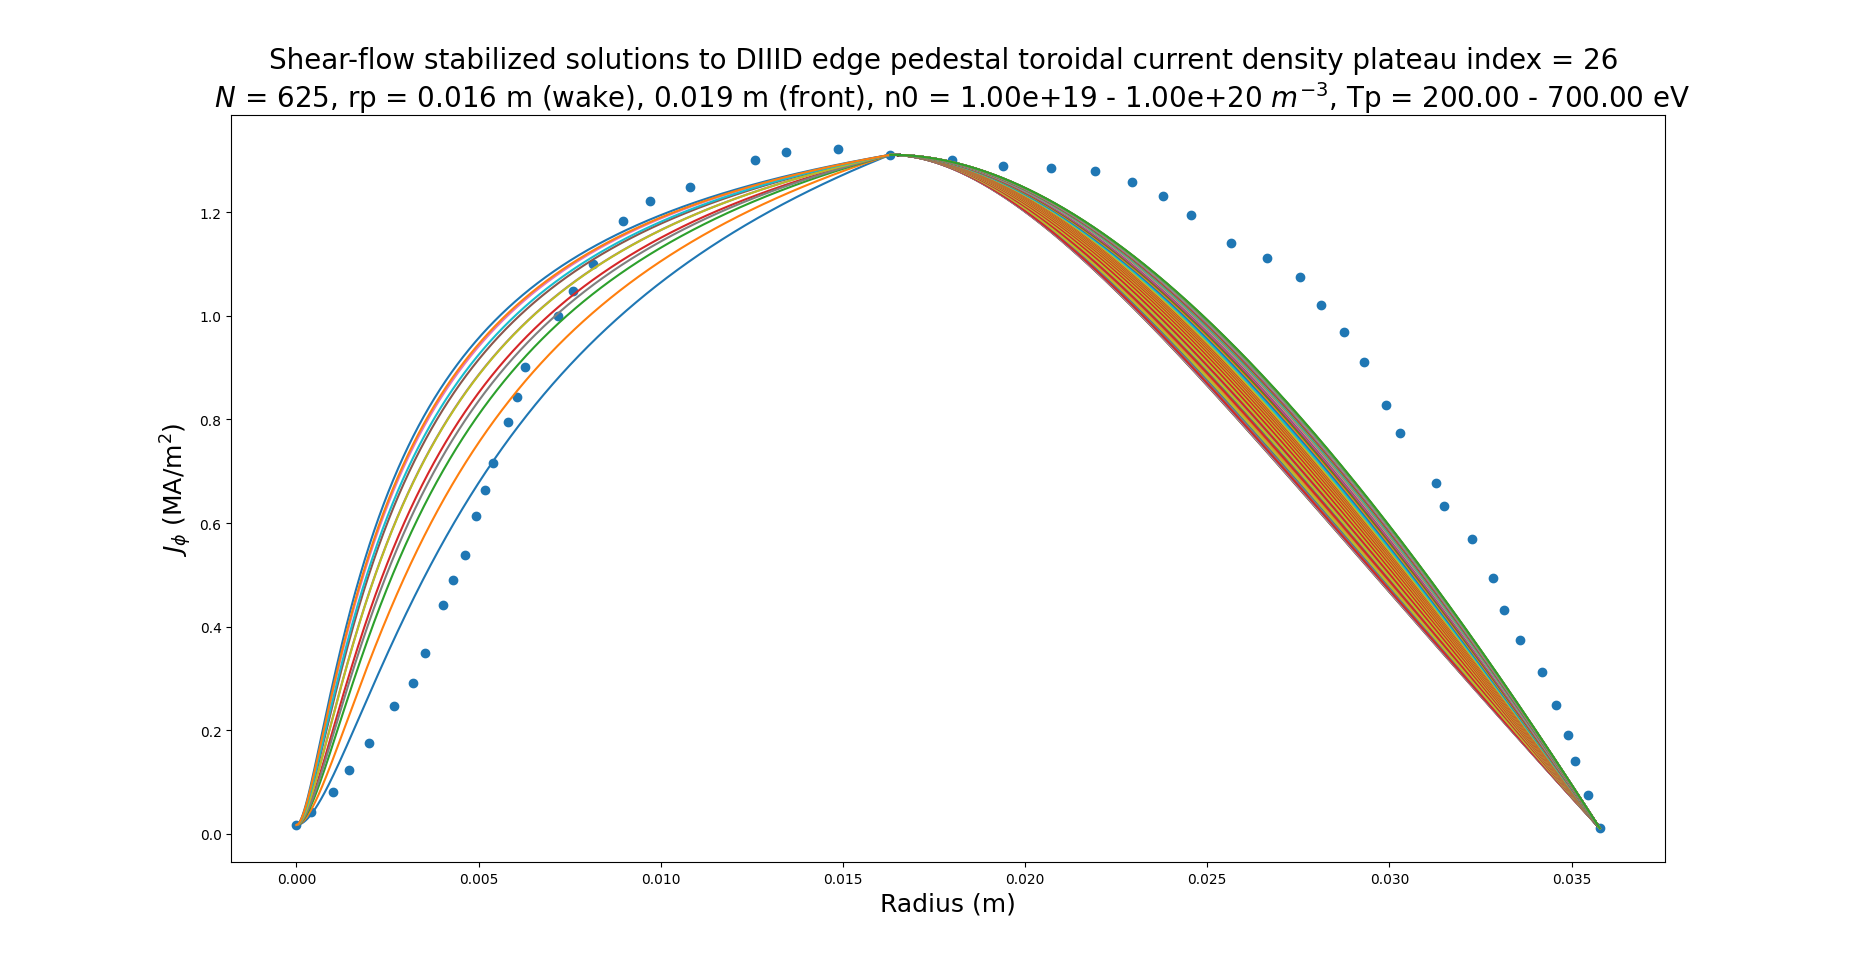 Shear-flow stabilized solutions to DIIID edge pedestal toroidal current density plateau index = 26
N = 625, rp = 0.016 m (wake), 0.019 m (front), n0 = 1.00e+19 - 1.00e+20 m⁻³, Tp = 200.00 - 700.00 eV
J_ϕ (MA/m²)
1.2
1.0
0.8
0.6
0.4
0.2
0.0
0.000 0.005 0.010 0.015 0.020 0.025 0.030 0.035
Radius (m)